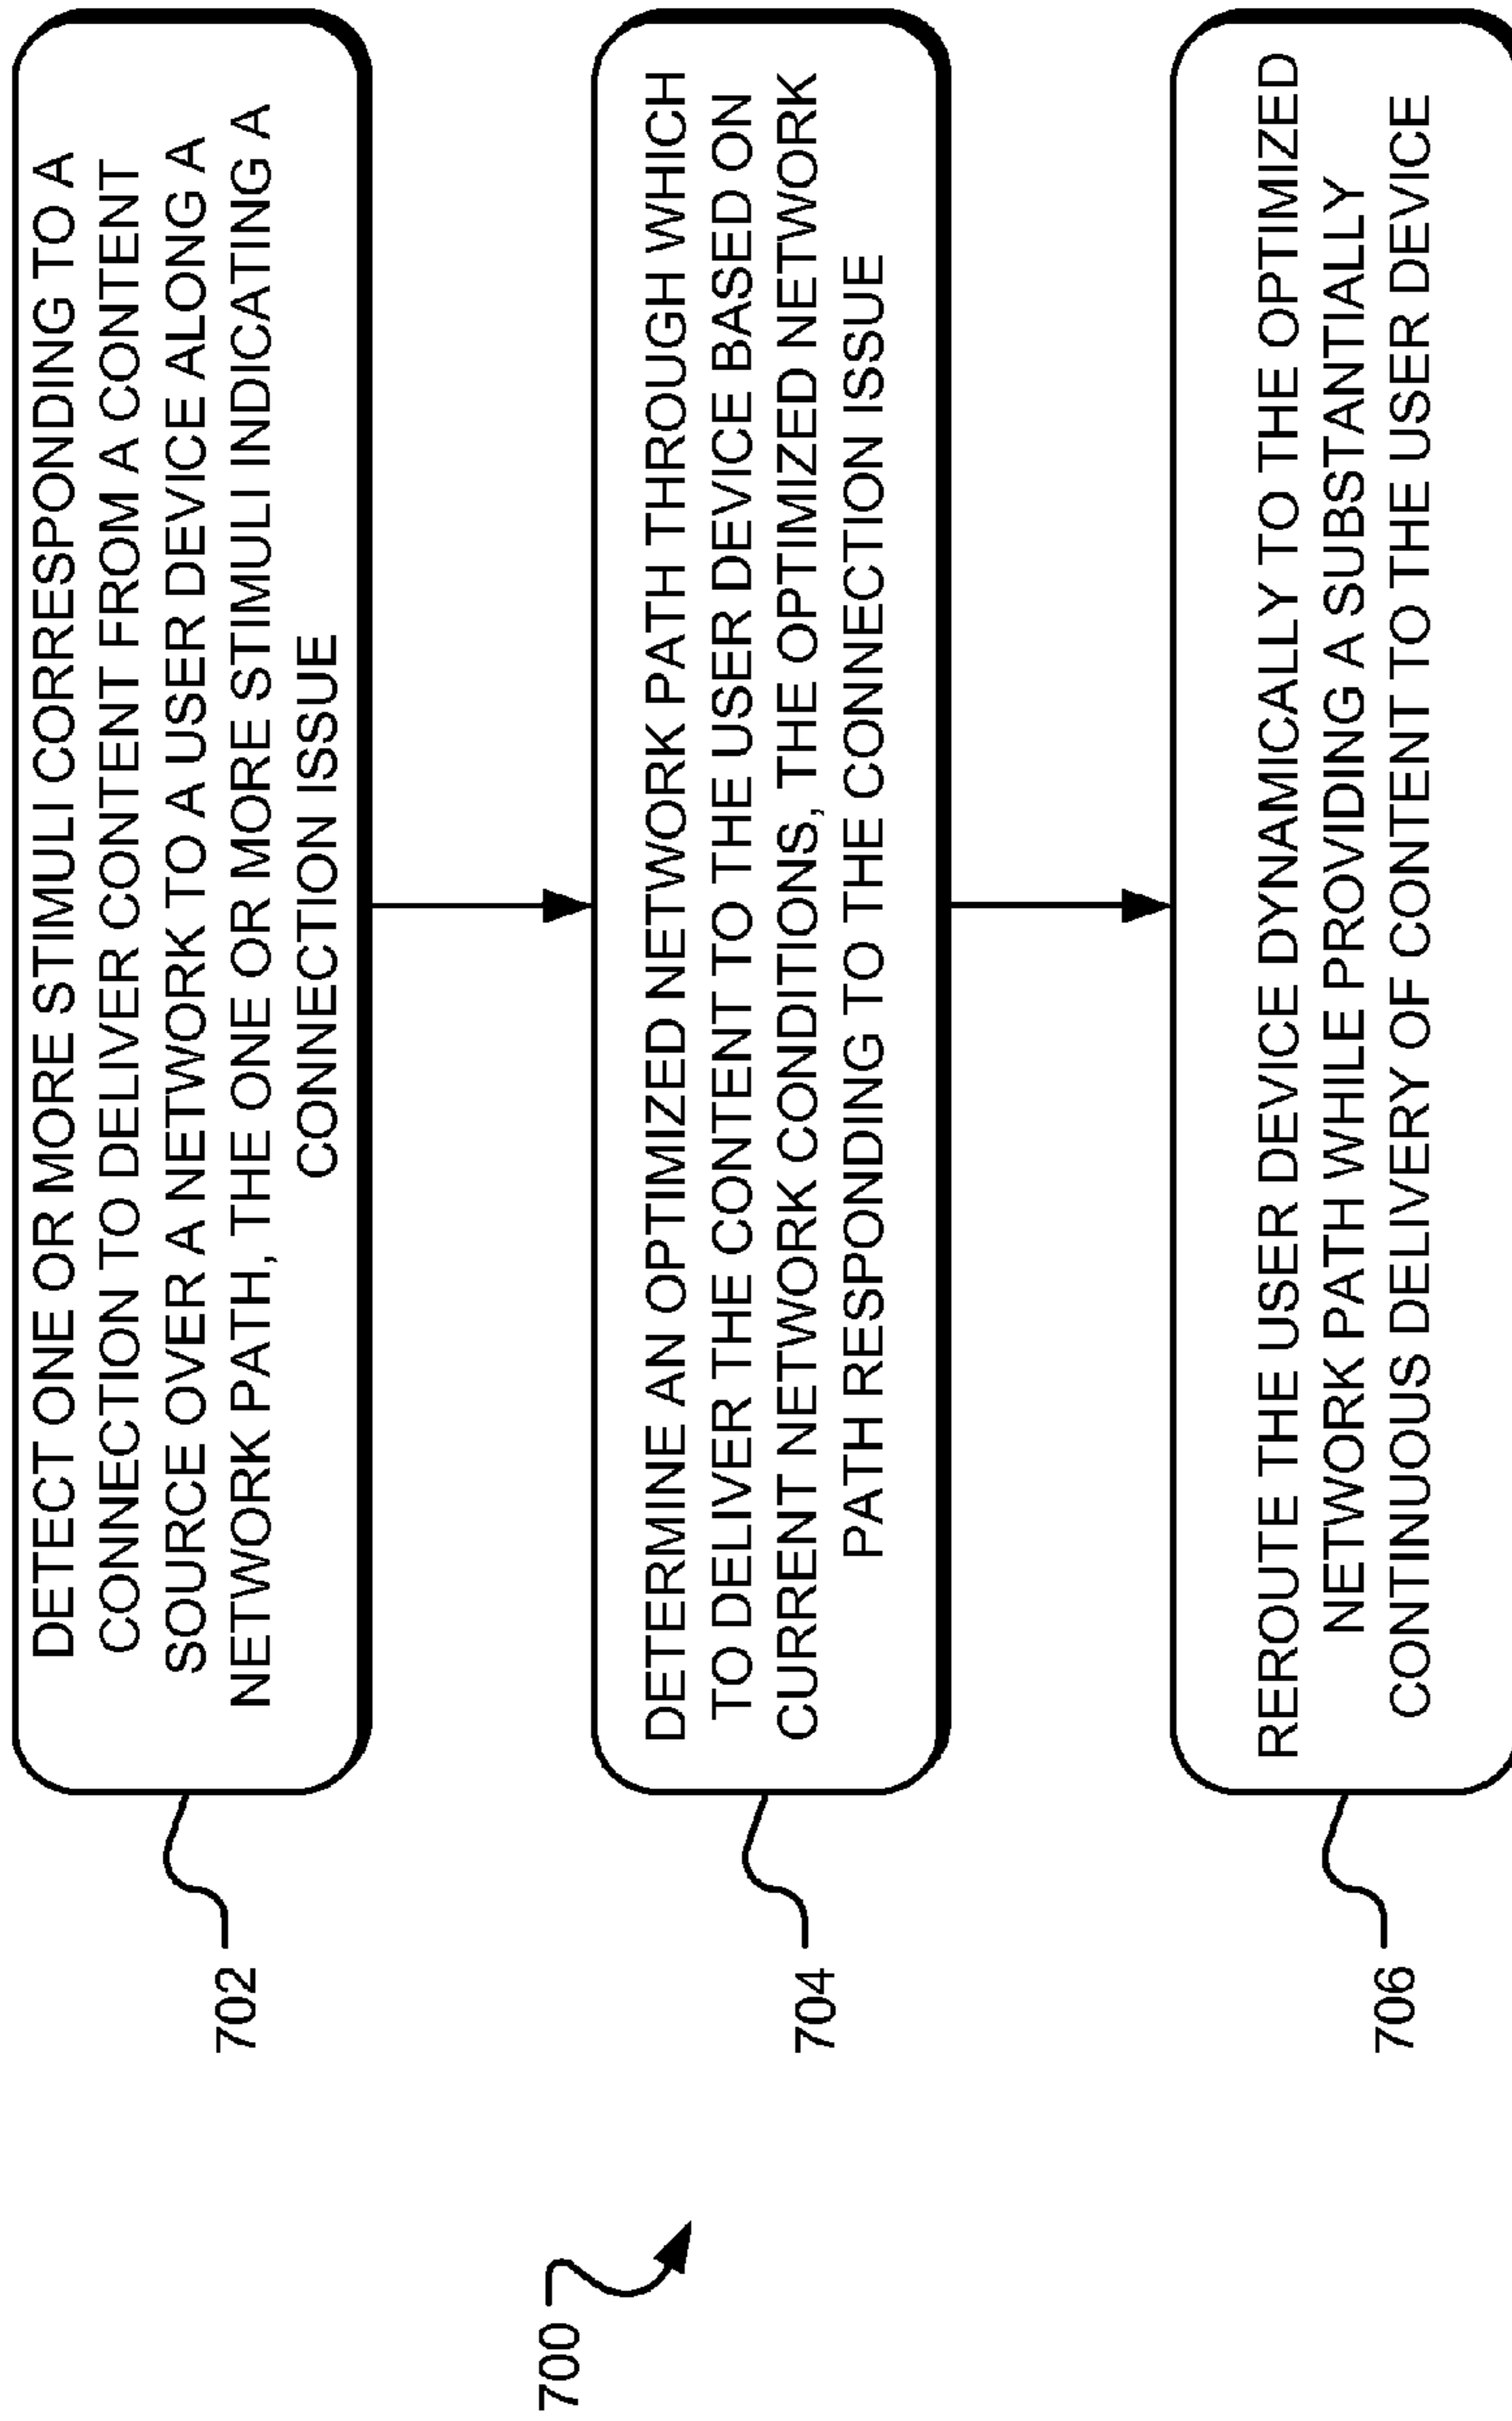 700
702
DETECT ONE OR MORE STIMULI CORRESPONDING TO A
CONNECTION TO DELIVER CONTENT FROM A CONTENT
SOURCE OVER A NETWORK TO A USER DEVICE ALONG A
NETWORK PATH, THE ONE OR MORE STIMULI INDICATING A
CONNECTION ISSUE
704
DETERMINE AN OPTIMIZED NETWORK PATH THROUGH WHICH
TO DELIVER THE CONTENT TO THE USER DEVICE BASED ON
CURRENT NETWORK CONDITIONS, THE OPTIMIZED NETWORK
PATH RESPONDING TO THE CONNECTION ISSUE
706
REROUTE THE USER DEVICE DYNAMICALLY TO THE OPTIMIZED
NETWORK PATH WHILE PROVIDING A SUBSTANTIALLY
CONTINUOUS DELIVERY OF CONTENT TO THE USER DEVICE